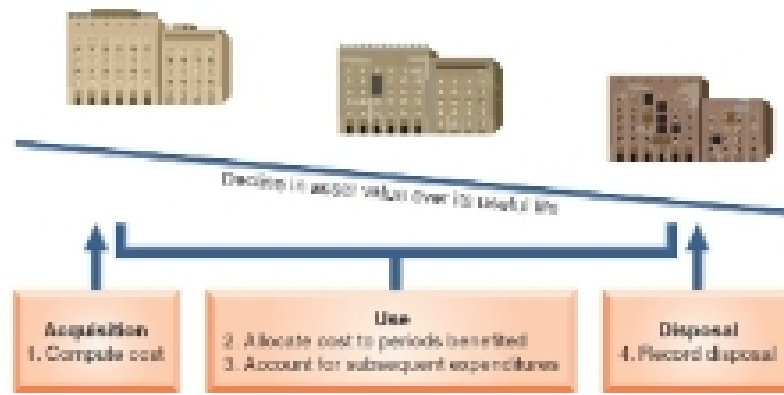 Decline in asset value over its useful life
Acquisition
1. Compute cost
Use
2. Allocate cost to periods benefited
3. Account for subsequent expenditures
Disposal
4. Record disposal